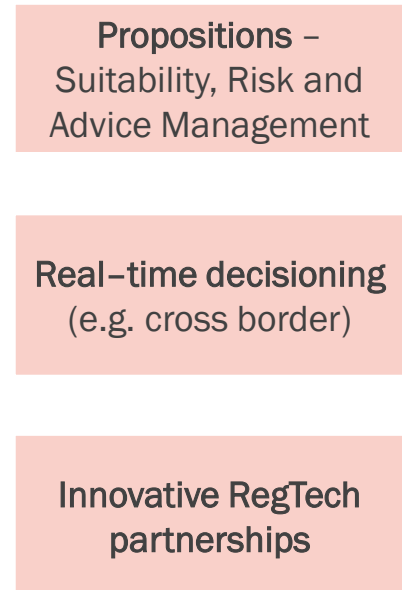 Propositions –
Suitability, Risk and
Advice Management
Real–time decisioning
(e.g. cross border)
Innovative RegTech
partnerships